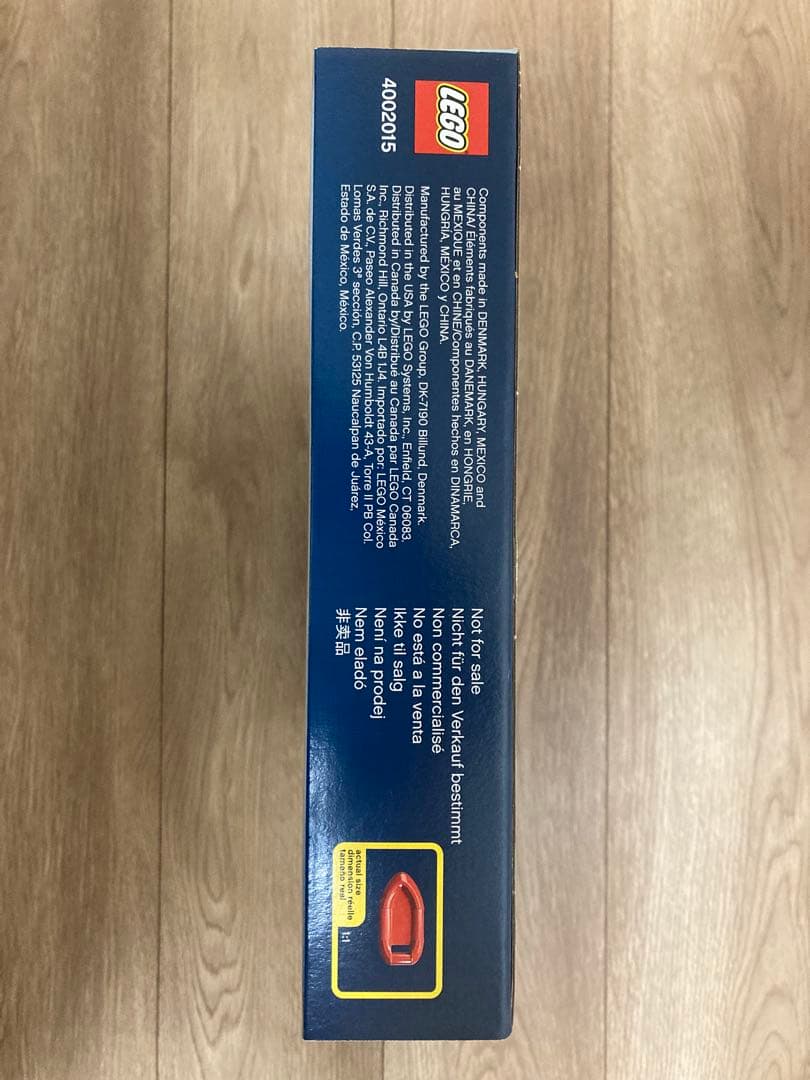 LEGO
4002015
Components made in DENMARK, HUNGARY, MEXICO and
CHINA/ Éléments fabriqués au DANEMARK, en HONGRIE,
au MEXIQUE et en CHINE/Componentes hechos en DINAMARCA,
HUNGRÍA, MÉXICO y CHINA.
Manufactured by the LEGO Group, DK-7190 Billund, Denmark.
Distributed in the USA by LEGO Systems, Inc., Enfield, CT 06083.
Distributed in Canada by/Distribué au Canada par LEGO Canada
Inc., Richmond Hill, Ontario L4B 1J4. Importado por: LEGO México
S.A. de C.V., Paseo Alexander Von Humboldt 43-A, Torre II PB Col.
Lomas Verdes 3ª sección, C.P. 53125 Naucalpan de Juárez,
Estado de México, México.
Not for sale
Nicht für den Verkauf bestimmt
Non commercialisé
No está a la venta
Ikke til salg
Není na prodej
Nem eladó
非卖品
actual size
dimension réelle
tamaño real
1:1